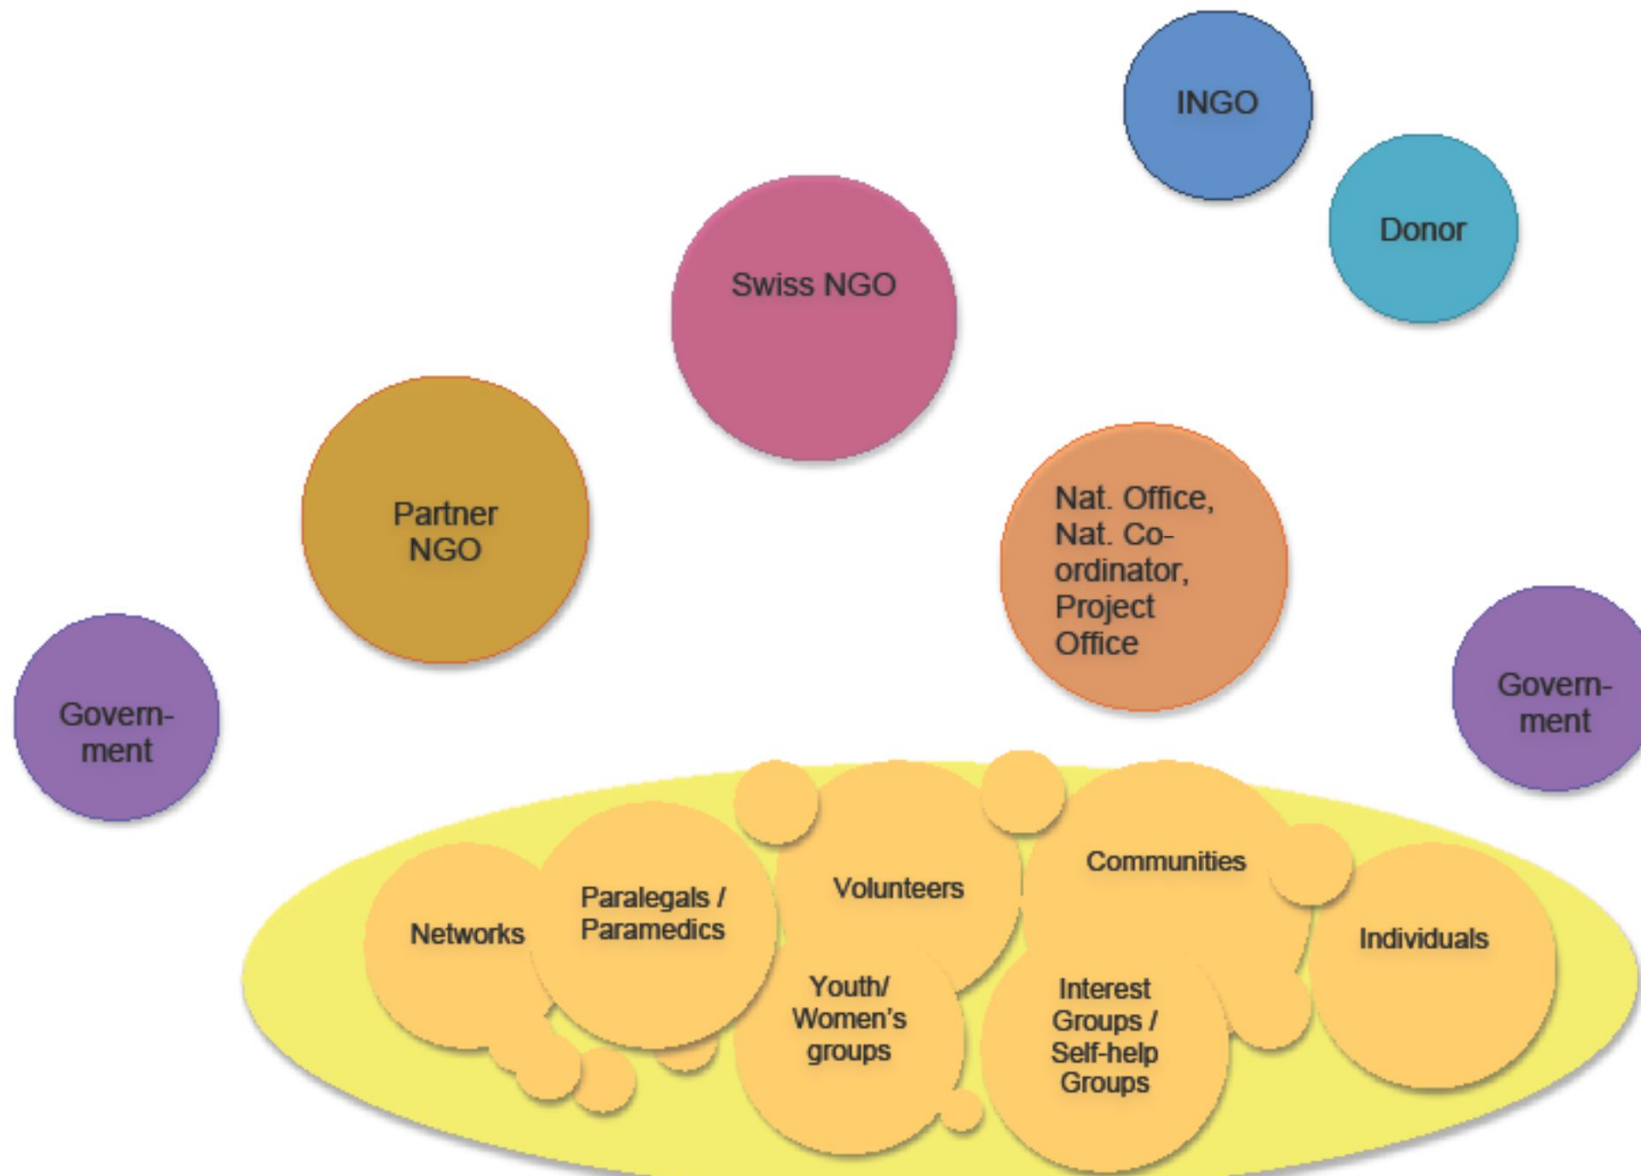 INGO
Donor
Swiss NGO
Partner
NGO
Nat. Office,
Nat. Co-
ordinator,
Project
Office
Govern-
ment
Govern-
ment
Networks
Paralegals /
Paramedics
Volunteers
Communities
Individuals
Youth/
Women's
groups
Interest
Groups /
Self-help
Groups